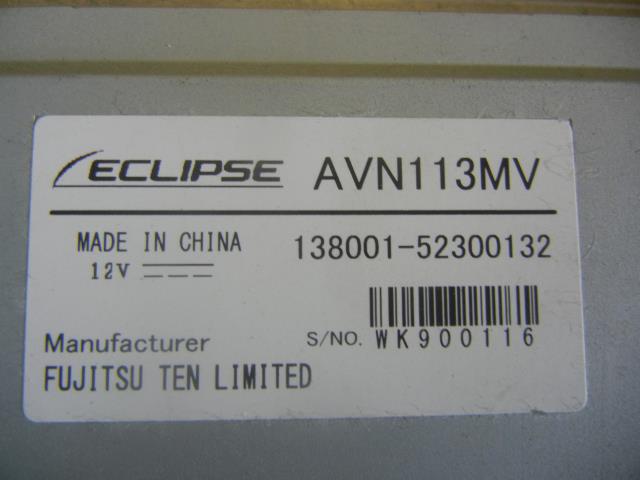 ECLIPSE AVN113MV
MADE IN CHINA 138001-52300132
12V
S/NO. WK900116
Manufacturer
FUJITSU TEN LIMITED